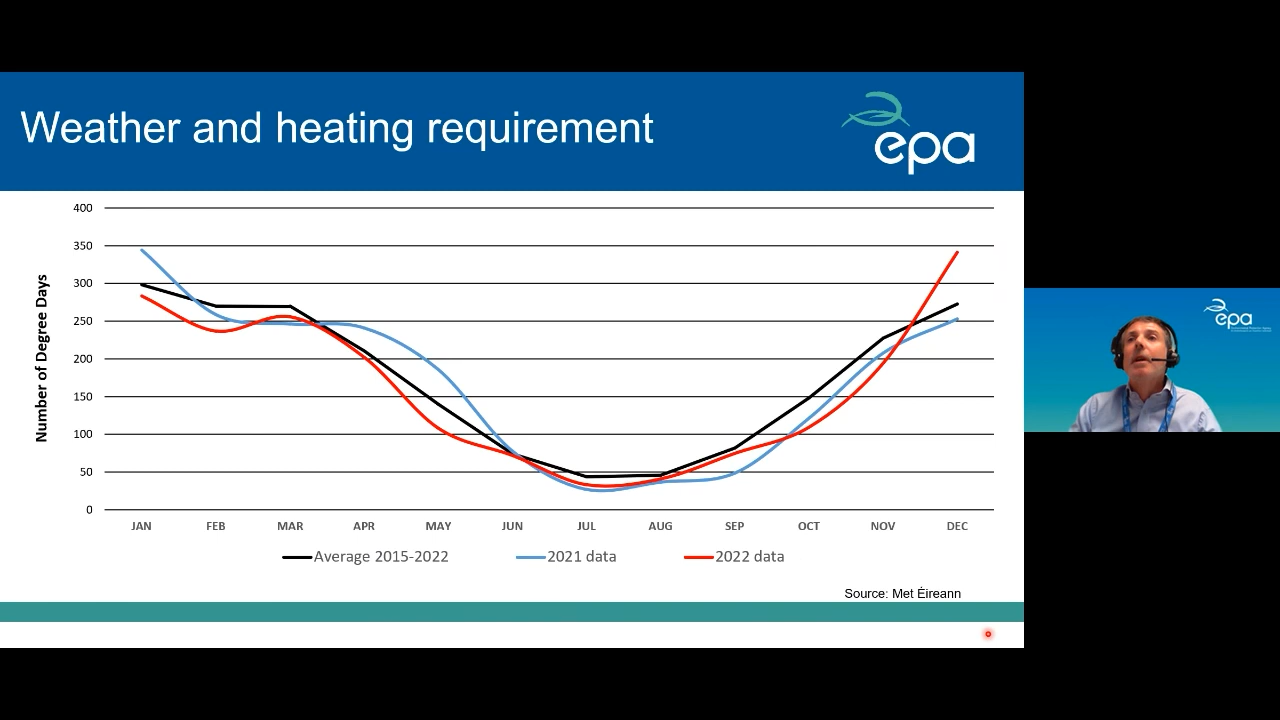 Weather and heating requirement
epa
Number of Degree Days
400
350
300
250
200
150
100
50
0
JAN FEB MAR APR MAY JUN JUL AUG SEP OCT NOV DEC
Average 2015-2022 2021 data 2022 data
Source: Met Éireann
epa